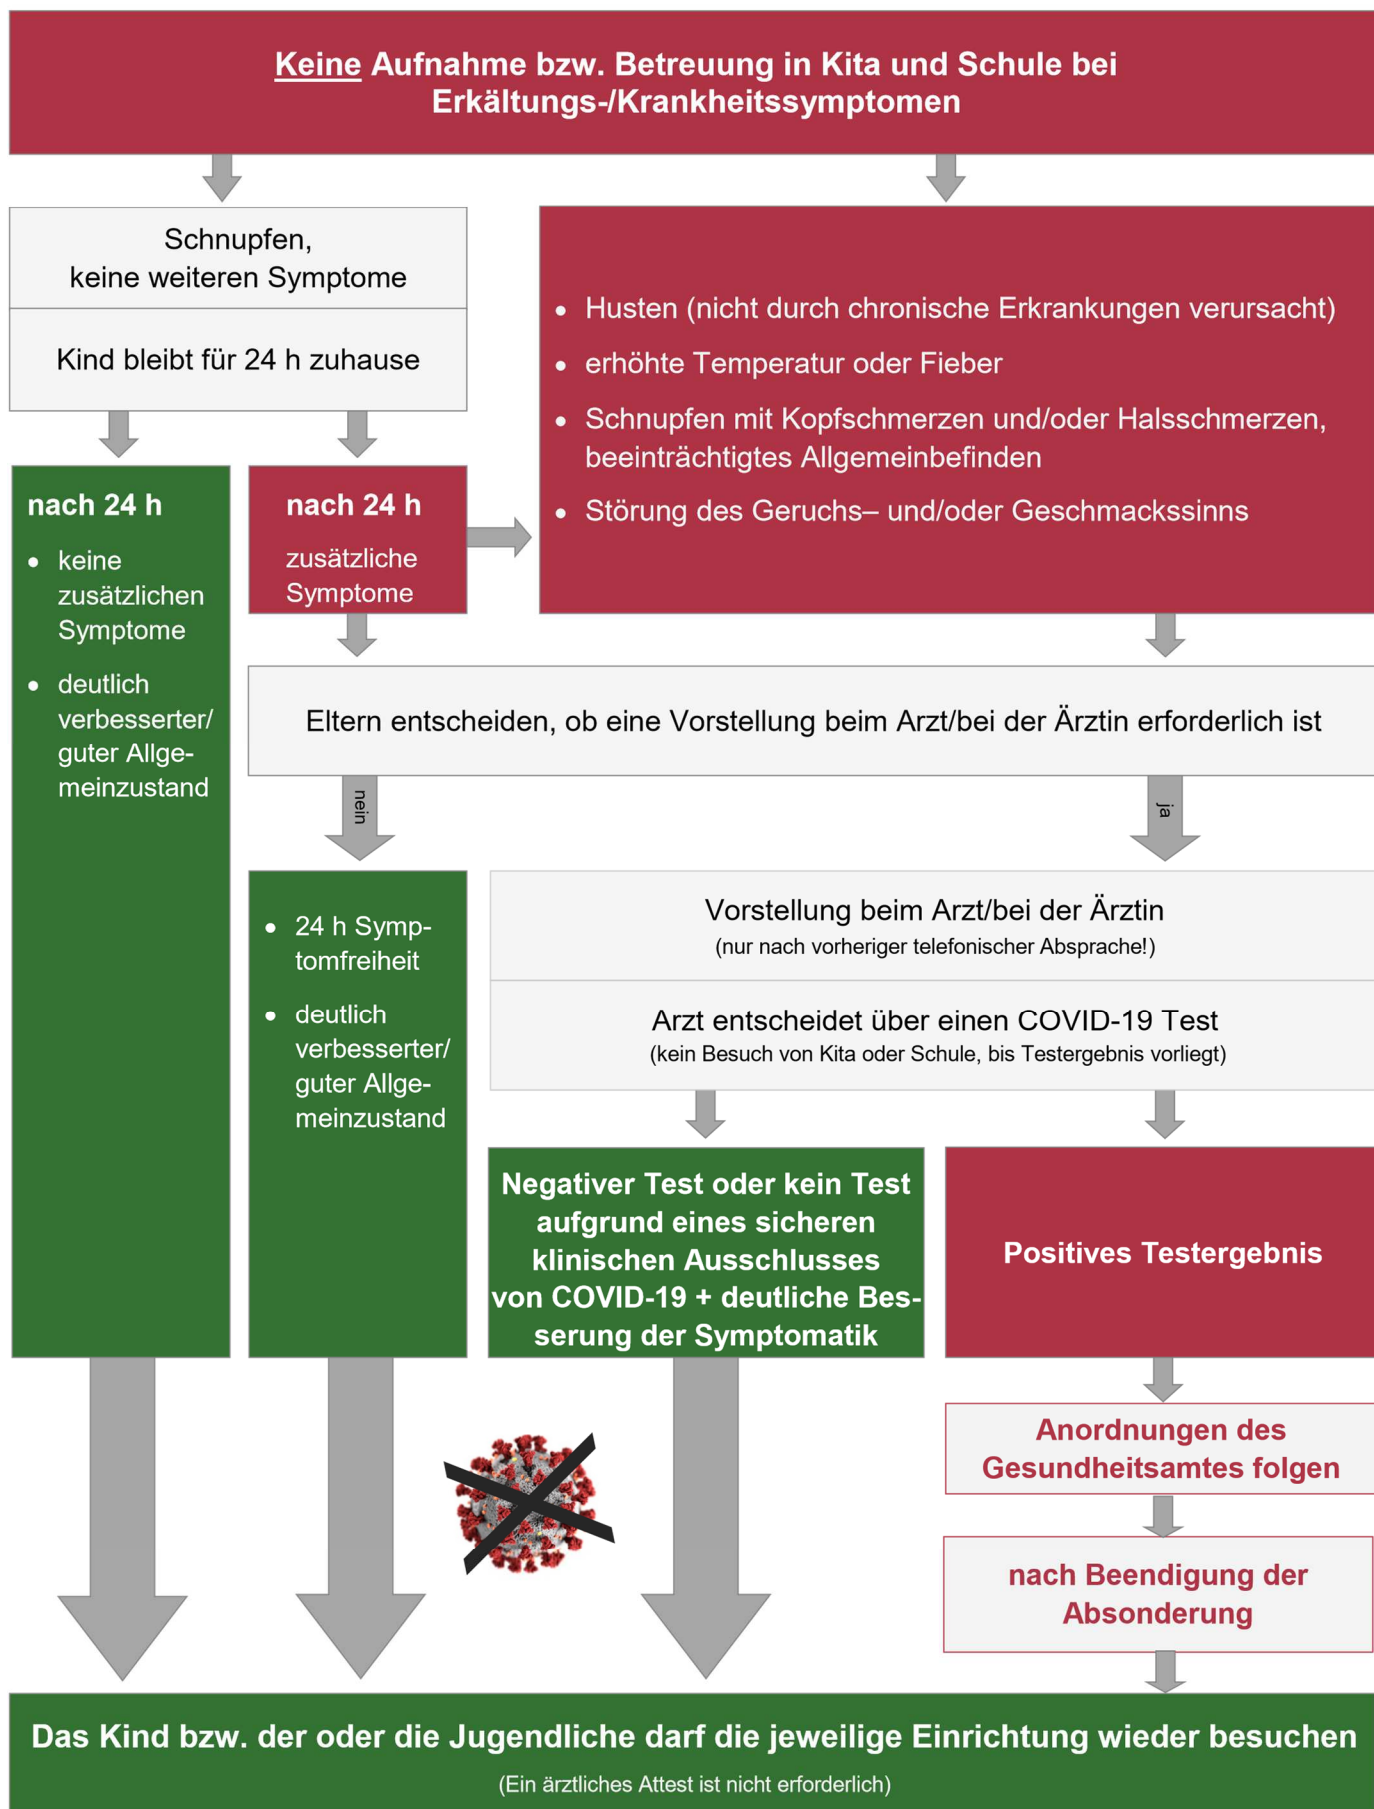 Keine Aufnahme bzw. Betreuung in Kita und Schule bei
Erkältungs-/Krankheitssymptomen
Schnupfen,
keine weiteren Symptome
Kind bleibt für 24 h zuhause
• Husten (nicht durch chronische Erkrankungen verursacht)
• erhöhte Temperatur oder Fieber
• Schnupfen mit Kopfschmerzen und/oder Halsschmerzen,
beeinträchtigtes Allgemeinbefinden
• Störung des Geruchs– und/oder Geschmackssinns
nach 24 h
• keine
zusätzlichen
Symptome
• deutlich
verbesserter/
guter Allge-
meinzustand
nach 24 h
zusätzliche
Symptome
Eltern entscheiden, ob eine Vorstellung beim Arzt/bei der Ärztin erforderlich ist
nein
ja
• 24 h Symp-
tomfreiheit
• deutlich
verbesserter/
guter Allge-
meinzustand
Vorstellung beim Arzt/bei der Ärztin
(nur nach vorheriger telefonischer Absprache!)
Arzt entscheidet über einen COVID-19 Test
(kein Besuch von Kita oder Schule, bis Testergebnis vorliegt)
Negativer Test oder kein Test
aufgrund eines sicheren
klinischen Ausschlusses
von COVID-19 + deutliche Bes-
serung der Symptomatik
Positives Testergebnis
Anordnungen des
Gesundheitsamtes folgen
nach Beendigung der
Absonderung
Das Kind bzw. der oder die Jugendliche darf die jeweilige Einrichtung wieder besuchen
(Ein ärztliches Attest ist nicht erforderlich)